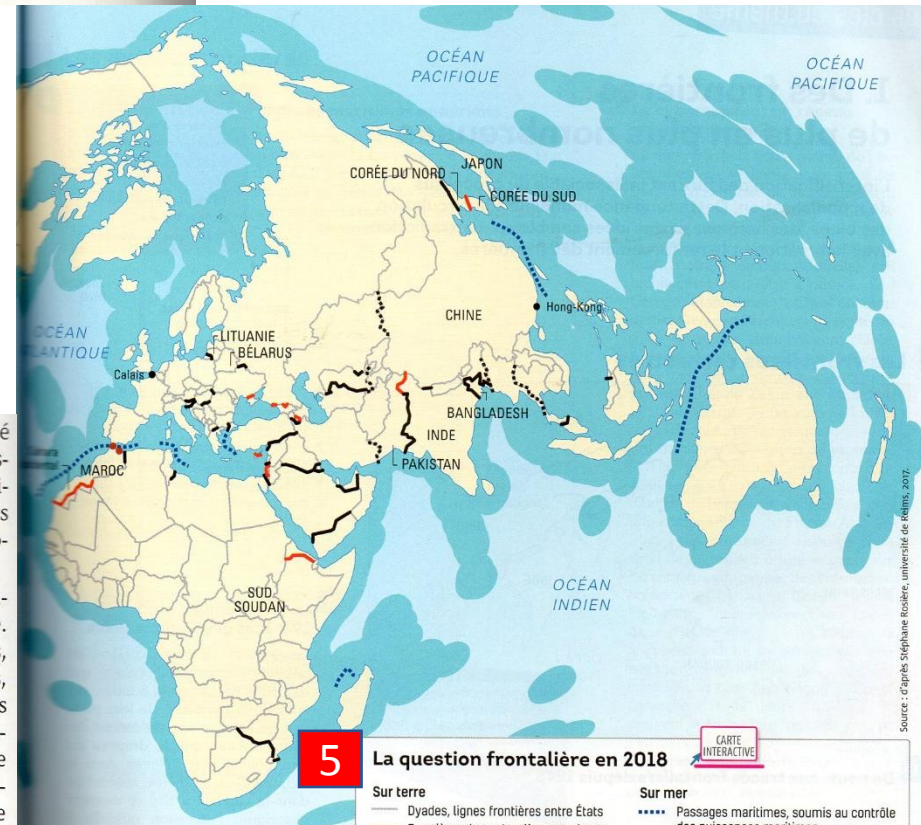 OCÉAN
PACIFIQUE
OCÉAN
PACIFIQUE
CORÉE DU NORD
JAPON
CORÉE DU SUD
CHINE
Hong-Kong
OCÉAN
LITUANIE
BÉLARUS
Calais
BANGLADESH
INDE
PAKISTAN
MAROC
SUD
SOUDAN
OCÉAN
INDIEN
Source : d'après Stéphane Rosière, université de Reims, 2017.
5
La question frontalière en 2018
CARTE
INTERACTIVE
Sur terre
Sur mer
Dyades, lignes frontières entre États
Passages maritimes, soumis au contrôle